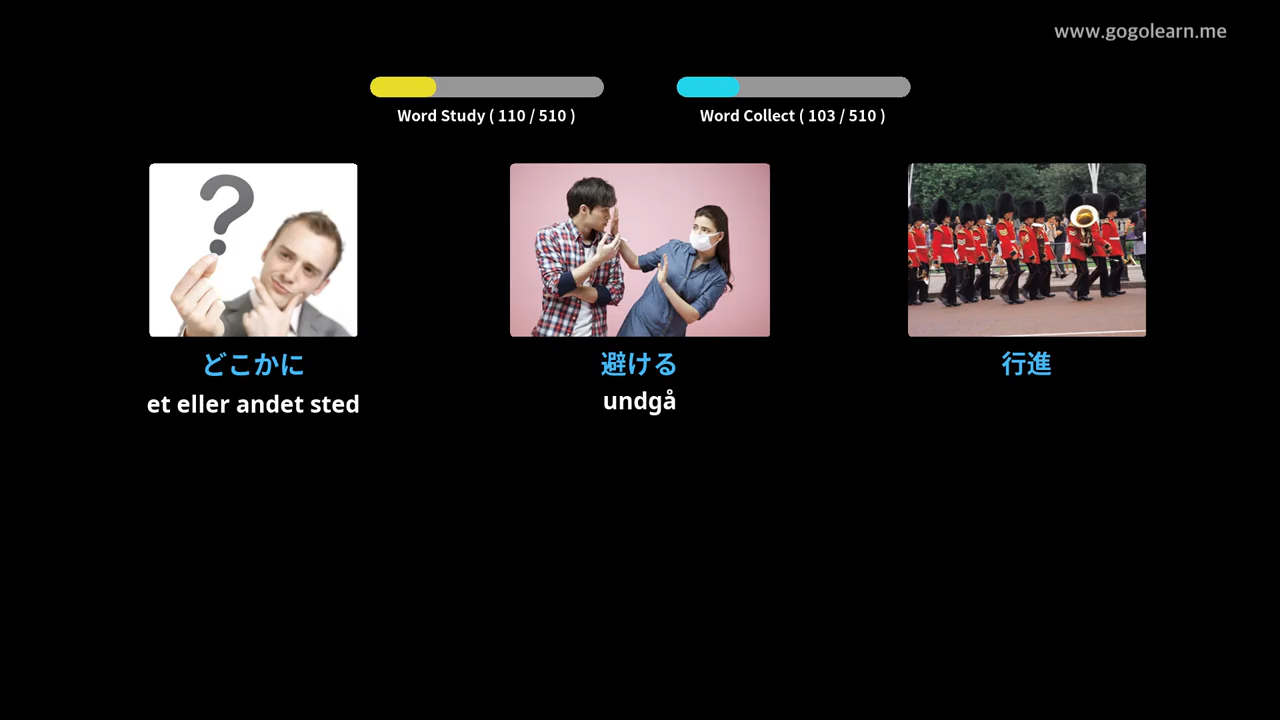 www.gogolearn.me
Word Study ( 110 / 510 )
Word Collect ( 103 / 510 )
どこかに
et eller andet sted
避ける
undgå
行進